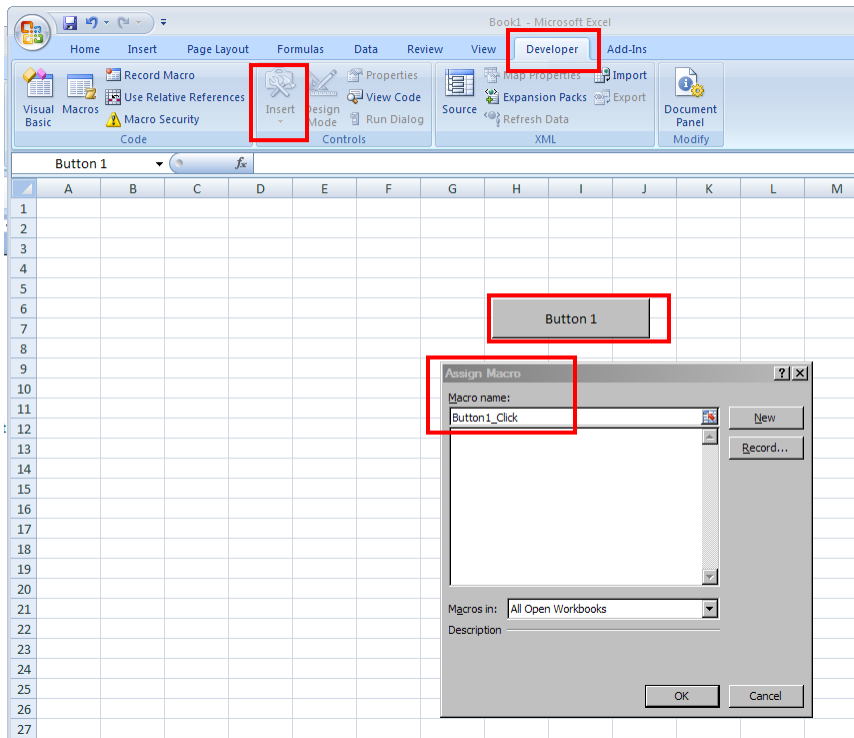 Book1 - Microsoft Excel
Home Insert Page Layout Formulas Data Review View Developer Add-Ins
Visual Basic
Macros
Record Macro
Use Relative References
Macro Security
Code
Insert
Design Mode
Properties
View Code
Run Dialog
Controls
Source
Map Properties
Expansion Packs
Refresh Data
Import
Export
XML
Document Panel
Modify
Button 1 fx
A B C D E F G H I J K L M
1
2
3
4
5
6
7
8
9
10
11
12
13
14
15
16
17
18
19
20
21
22
23
24
25
26
27
Button 1
Assign Macro
Macro name:
Button1_Click
New
Record...
Macros in: All Open Workbooks
Description
OK Cancel